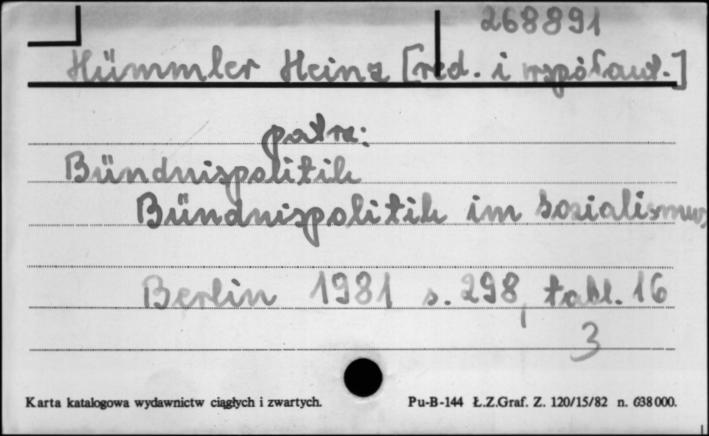 268891
Hümmler Heinz [red. i współaut.]
patrz:
Bündnispolitik
Bündnispolitik im Sozialismus,
Berlin 1981 s. 298, tabl. 16
3
Karta katalogowa wydawnictw ciągłych i zwartych. Pu-B-144 Ł.Z.Graf. Z. 120/15/82 n. 638000.